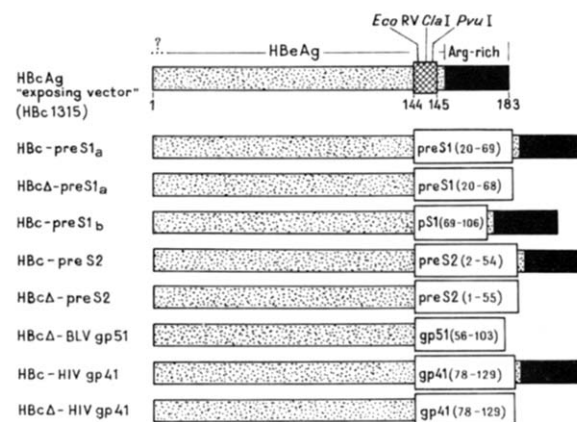 Eco RV Cla I Pvu I
? HBeAg Arg-rich
HBcAg
"exposing vector"
(HBc 1315)
1 144 145 183
HBc-preS1a preS1 (20-69)
HBcΔ-preS1a preS1 (20-68)
HBc-preS1b pS1 (69-106)
HBc-preS2 preS2 (2-54)
HBcΔ-preS2 preS2 (1-55)
HBcΔ-BLV gp51 gp51 (56-103)
HBc-HIV gp41 gp41 (78-129)
HBcΔ-HIV gp41 gp41 (78-129)